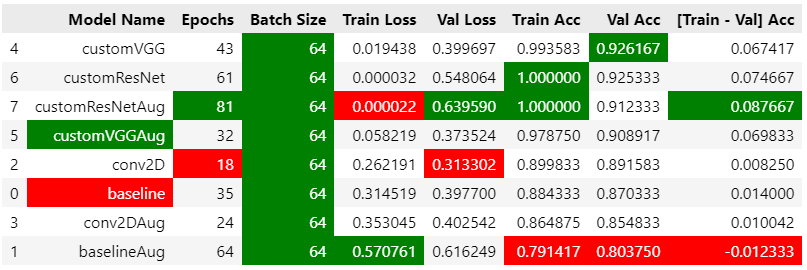 Model Name Epochs Batch Size Train Loss Val Loss Train Acc Val Acc [Train - Val] Acc
4 customVGG 43 64 0.019438 0.399697 0.993583 0.926167 0.067417
6 customResNet 61 64 0.000032 0.548064 1.000000 0.925333 0.074667
7 customResNetAug 81 64 0.000022 0.639590 1.000000 0.912333 0.087667
5 customVGGAug 32 64 0.058219 0.373524 0.978750 0.908917 0.069833
2 conv2D 18 64 0.262191 0.313302 0.899833 0.891583 0.008250
0 baseline 35 64 0.314519 0.397700 0.884333 0.870333 0.014000
3 conv2DAug 24 64 0.353045 0.402542 0.864875 0.854833 0.010042
1 baselineAug 64 64 0.570761 0.616249 0.791417 0.803750 -0.012333